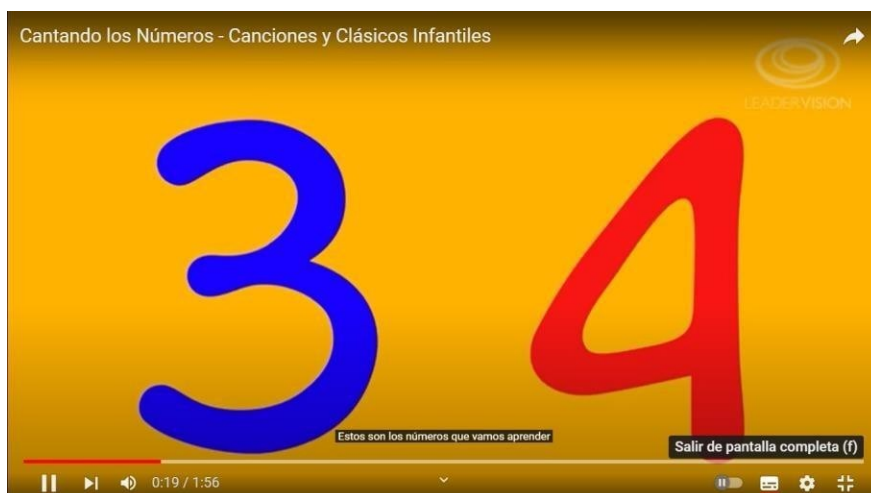 Cantando los Números - Canciones y Clásicos Infantiles
LEADERVISION
3 4
Estos son los números que vamos aprender
Salir de pantalla completa (f)
0:19 / 1:56